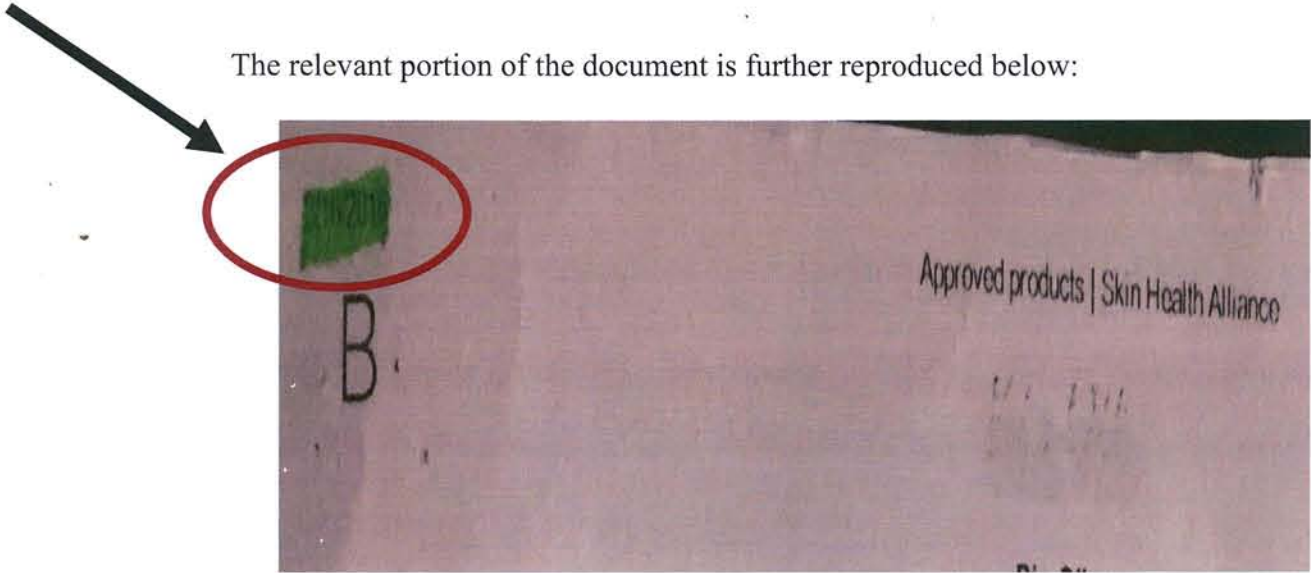 The relevant portion of the document is further reproduced below:
Approved products | Skin Health Alliance
B